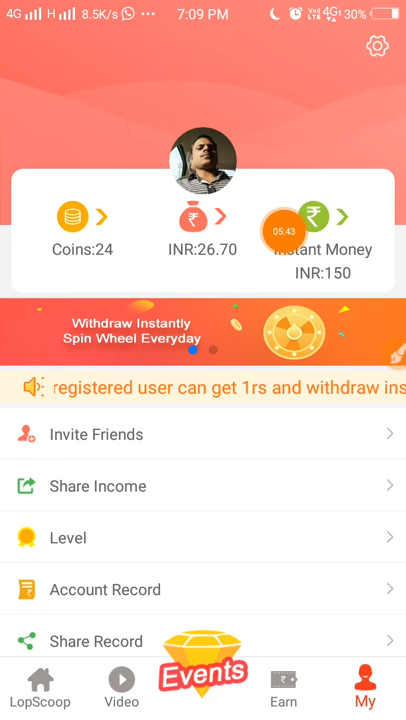 4G H 8.5K/s ... 7:09 PM VoLTE 4G 30%
05:43
Coins:24 INR:26.70 Instant Money
INR:150
Withdraw Instantly
Spin Wheel Everyday
registered user can get 1rs and withdraw ins
Invite Friends
Share Income
Level
Account Record
Share Record
Events
LopScoop Video Earn My